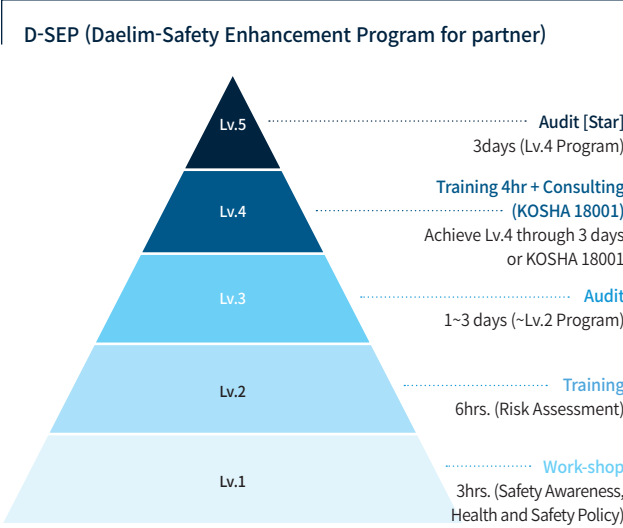 D-SEP (Daelim-Safety Enhancement Program for partner)
Lv.5
Audit [Star]
3days (Lv.4 Program)
Lv.4
Training 4hr + Consulting
(KOSHA 18001)
Achieve Lv.4 through 3 days
or KOSHA 18001
Lv.3
Audit
1~3 days (~Lv.2 Program)
Lv.2
Training
6hrs. (Risk Assessment)
Lv.1
Work-shop
3hrs. (Safety Awareness,
Health and Safety Policy)